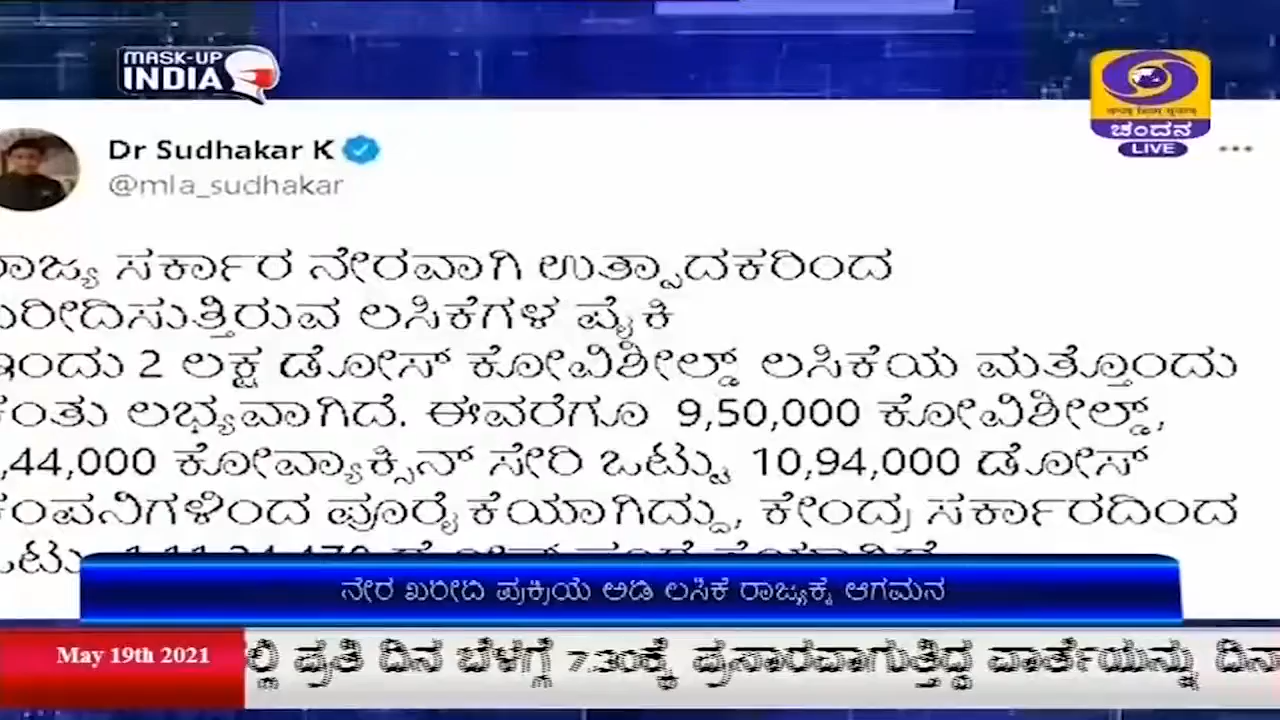 MASK-UP
INDIA
ಚಂದನ
LIVE
Dr Sudhakar K
@mla_sudhakar
ರಾಜ್ಯ ಸರ್ಕಾರ ನೇರವಾಗಿ ಉತ್ಪಾದಕರಿಂದ
ಖರೀದಿಸುತ್ತಿರುವ ಲಸಿಕೆಗಳ ಪೈಕಿ
ಇಂದು 2 ಲಕ್ಷ ಡೋಸ್ ಕೋವಿಶೀಲ್ಡ್ ಲಸಿಕೆಯ ಮತ್ತೊಂದು
ಕಂತು ಲಭ್ಯವಾಗಿದೆ. ಈವರೆಗೂ 9,50,000 ಕೋವಿಶೀಲ್ಡ್,
,44,000 ಕೋವ್ಯಾಕ್ಸಿನ್ ಸೇರಿ ಒಟ್ಟು 10,94,000 ಡೋಸ್
ಕಂಪನಿಗಳಿಂದ ಪೂರೈಕೆಯಾಗಿದ್ದು, ಕೇಂದ್ರ ಸರ್ಕಾರದಿಂದ
ನೇರ ಖರೀದಿ ಪ್ರಕ್ರಿಯೆ ಅಡಿ ಲಸಿಕೆ ರಾಜ್ಯಕ್ಕೆ ಆಗಮನ
May 19th 2021
ಲ್ಲಿ ಪ್ರತಿ ದಿನ ಬೆಳಗ್ಗೆ 7.30ಕ್ಕೆ ಪ್ರಸಾರವಾಗುತ್ತಿದ್ದ ವಾರ್ತೆಯನ್ನು